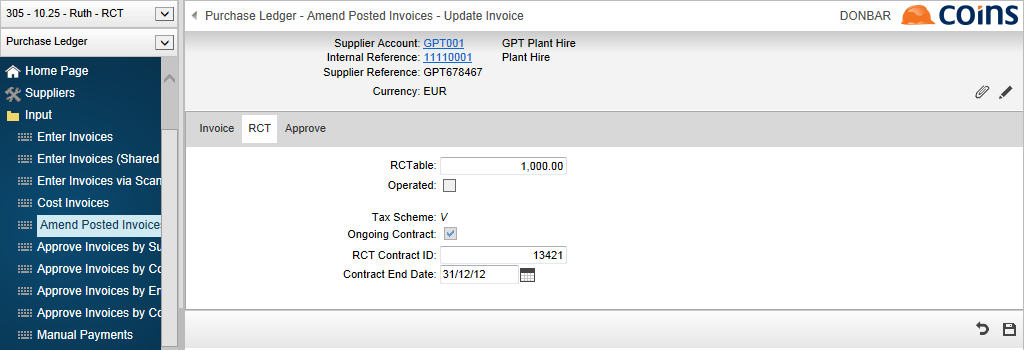 305 - 10.25 - Ruth - RCT
Purchase Ledger
Home Page
Suppliers
Input
Enter Invoices
Enter Invoices (Shared
Enter Invoices via Scan
Cost Invoices
Amend Posted Invoices
Approve Invoices by Su
Approve Invoices by Co
Approve Invoices by En
Approve Invoices by Co
Manual Payments
Purchase Ledger - Amend Posted Invoices - Update Invoice
DONBAR
coins
Supplier Account: GPT001 GPT Plant Hire
Internal Reference: 11110001 Plant Hire
Supplier Reference: GPT678467
Currency: EUR
Invoice RCT Approve
RCTable: 1,000.00
Operated:
Tax Scheme: V
Ongoing Contract:
RCT Contract ID: 13421
Contract End Date: 31/12/12